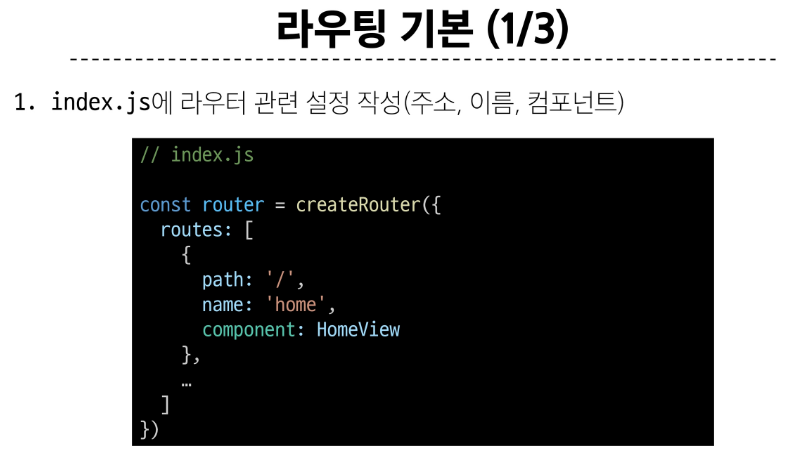 라우팅 기본 (1/3)
1. index.js에 라우터 관련 설정 작성(주소, 이름, 컴포넌트)
// index.js
const router = createRouter({
routes: [
{
path: '/',
name: 'home',
component: HomeView
},
…
]
})